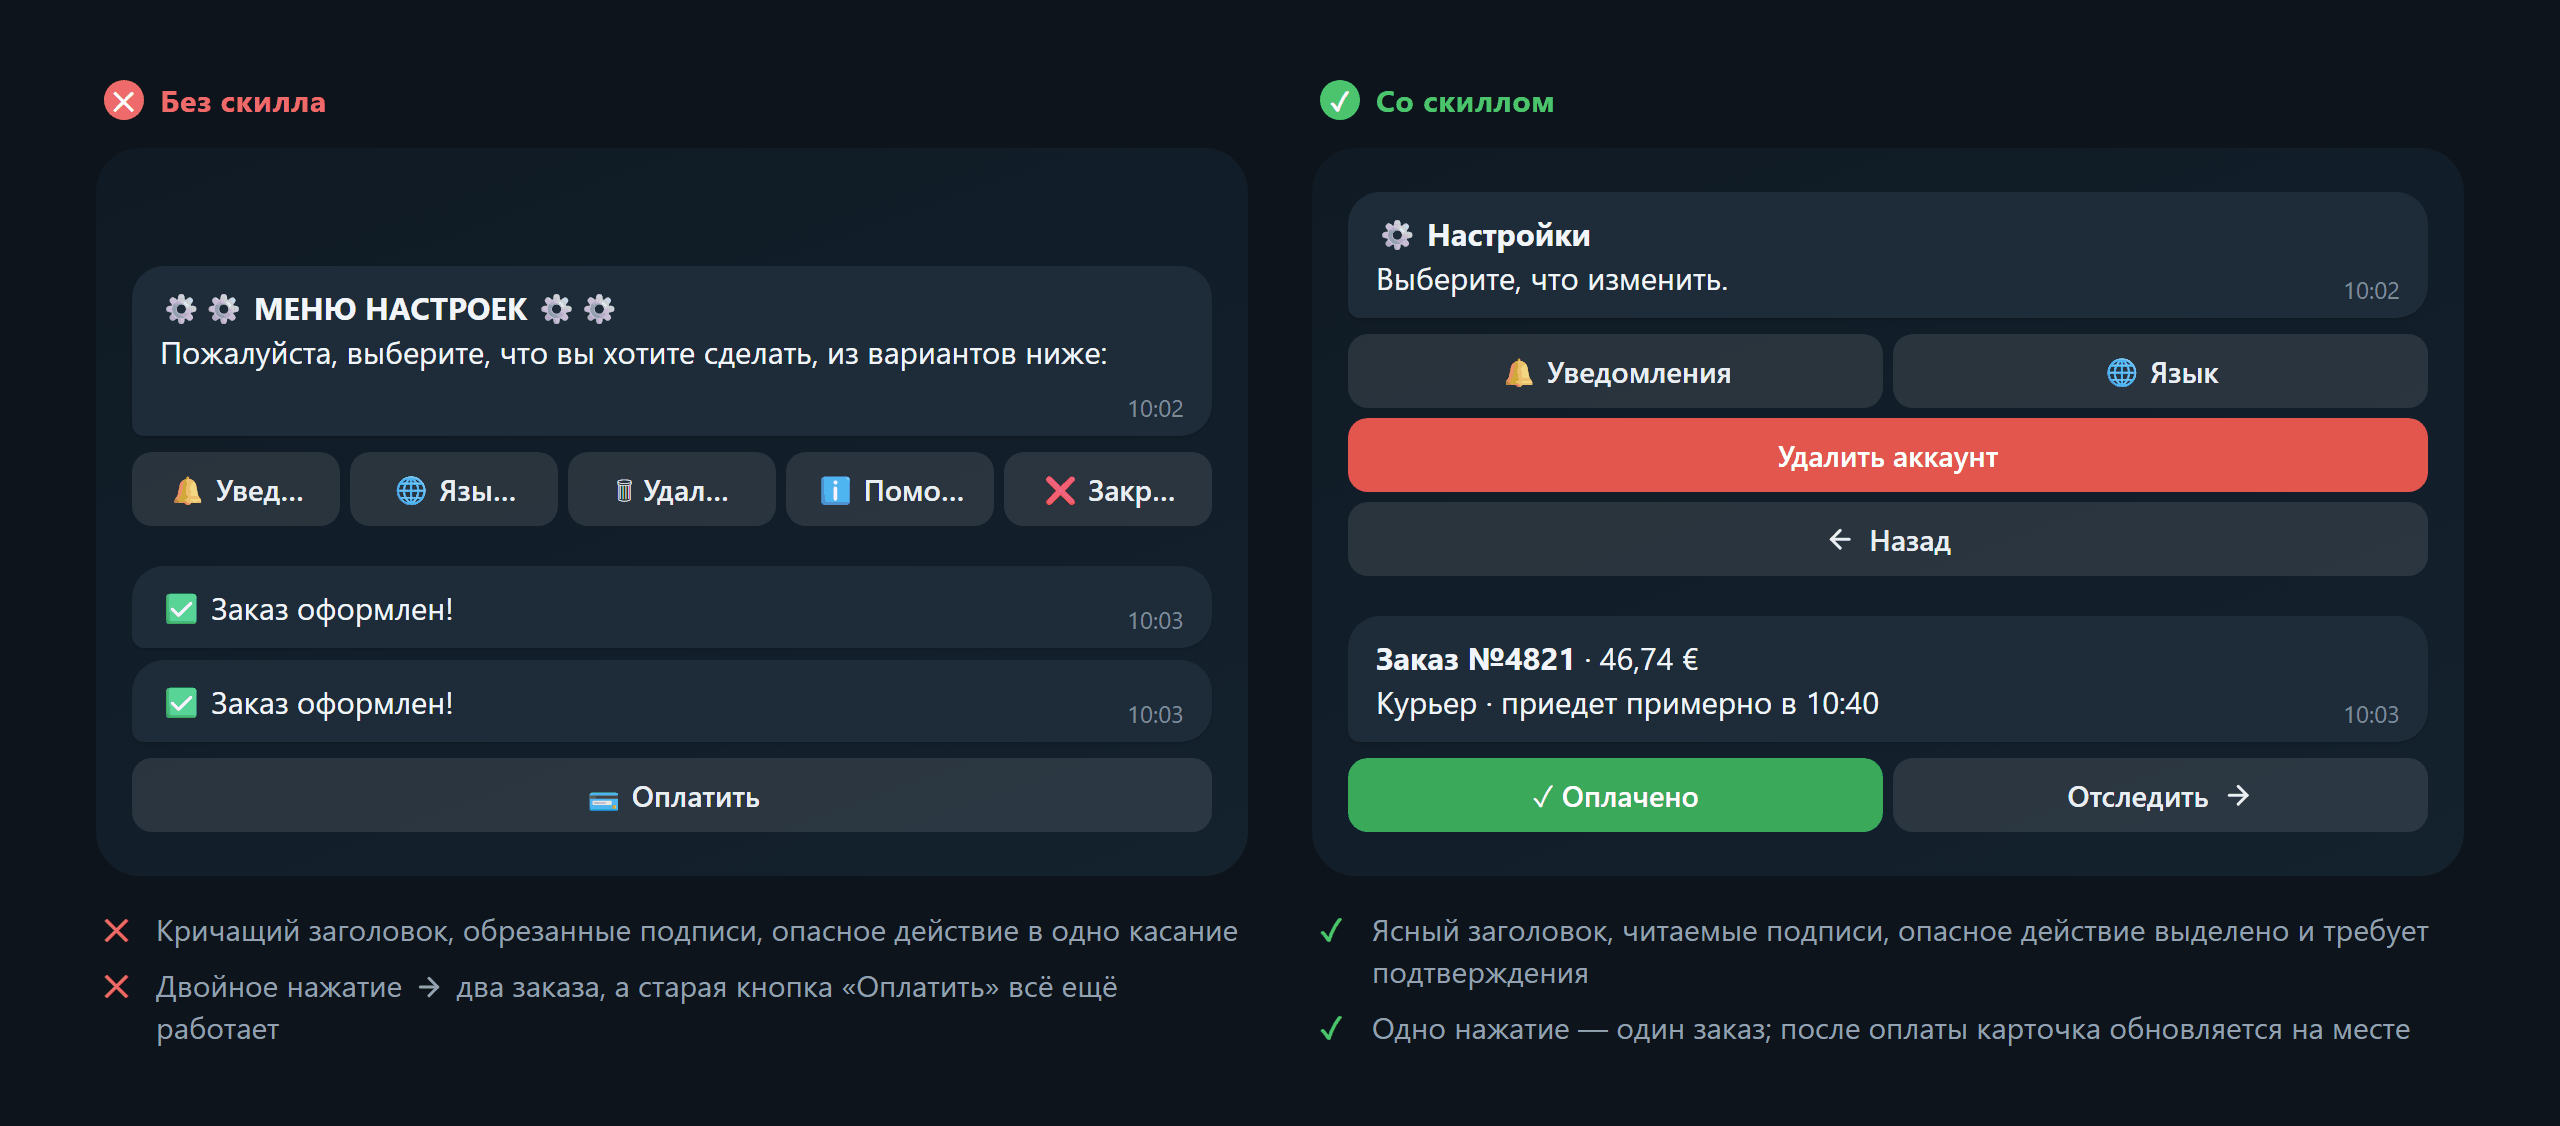 Без скилла
⚙️⚙️ МЕНЮ НАСТРОЕК ⚙️⚙️
Пожалуйста, выберите, что вы хотите сделать, из вариантов ниже:
10:02
🔔 Увед...
🌐 Язы...
🗑 Удал...
ℹ️ Помо...
❌ Закр...
✅ Заказ оформлен!
10:03
✅ Заказ оформлен!
10:03
💳 Оплатить
✕ Кричащий заголовок, обрезанные подписи, опасное действие в одно касание
✕ Двойное нажатие → два заказа, а старая кнопка «Оплатить» всё ещё
работает
Со скиллом
⚙️ Настройки
Выберите, что изменить.
10:02
🔔 Уведомления
🌐 Язык
Удалить аккаунт
← Назад
Заказ №4821 · 46,74 €
Курьер · приедет примерно в 10:40
10:03
✓ Оплачено
Отследить →
✓ Ясный заголовок, читаемые подписи, опасное действие выделено и требует
подтверждения
✓ Одно нажатие — один заказ; после оплаты карточка обновляется на месте